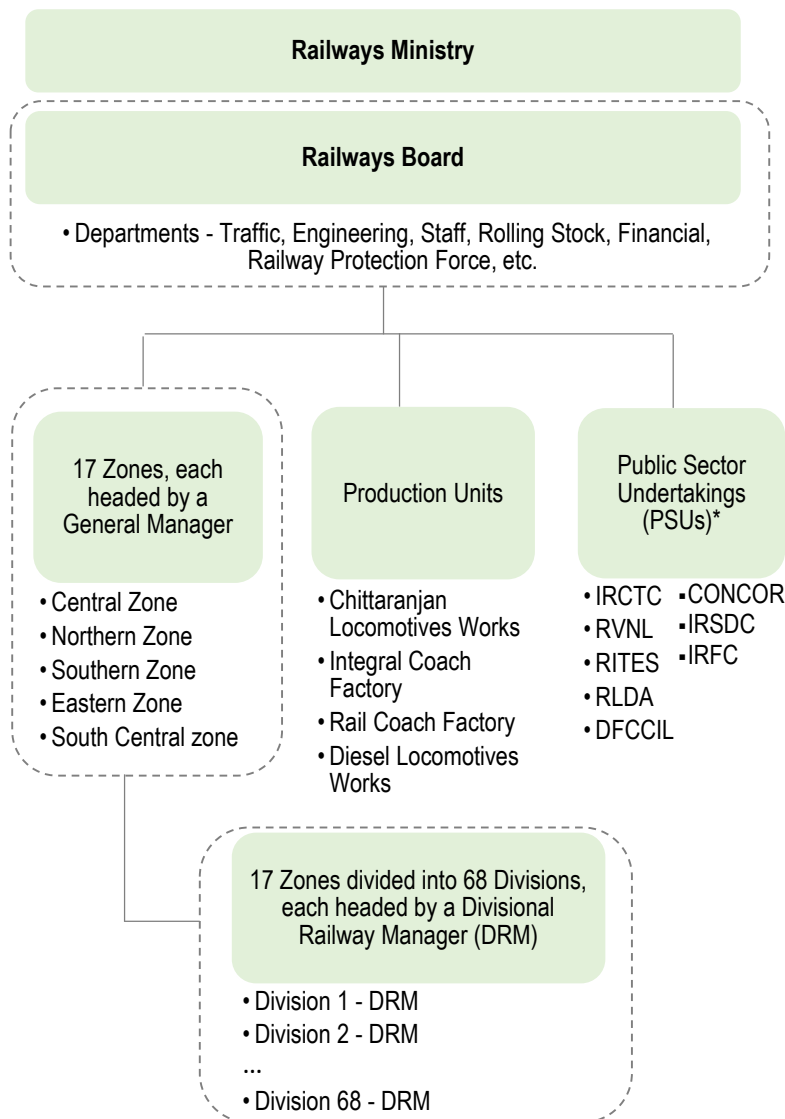 Railways Ministry
Railways Board
• Departments - Traffic, Engineering, Staff, Rolling Stock, Financial,
Railway Protection Force, etc.
17 Zones, each
headed by a
General Manager
• Central Zone
• Northern Zone
• Southern Zone
• Eastern Zone
• South Central zone
Production Units
• Chittaranjan
Locomotives Works
• Integral Coach
Factory
• Rail Coach Factory
• Diesel Locomotives
Works
Public Sector
Undertakings
(PSUs)*
• IRCTC
• RVNL
• RITES
• RLDA
• DFCCIL
▪CONCOR
▪IRSDC
▪IRFC
17 Zones divided into 68 Divisions,
each headed by a Divisional
Railway Manager (DRM)
• Division 1 - DRM
• Division 2 - DRM
...
• Division 68 - DRM